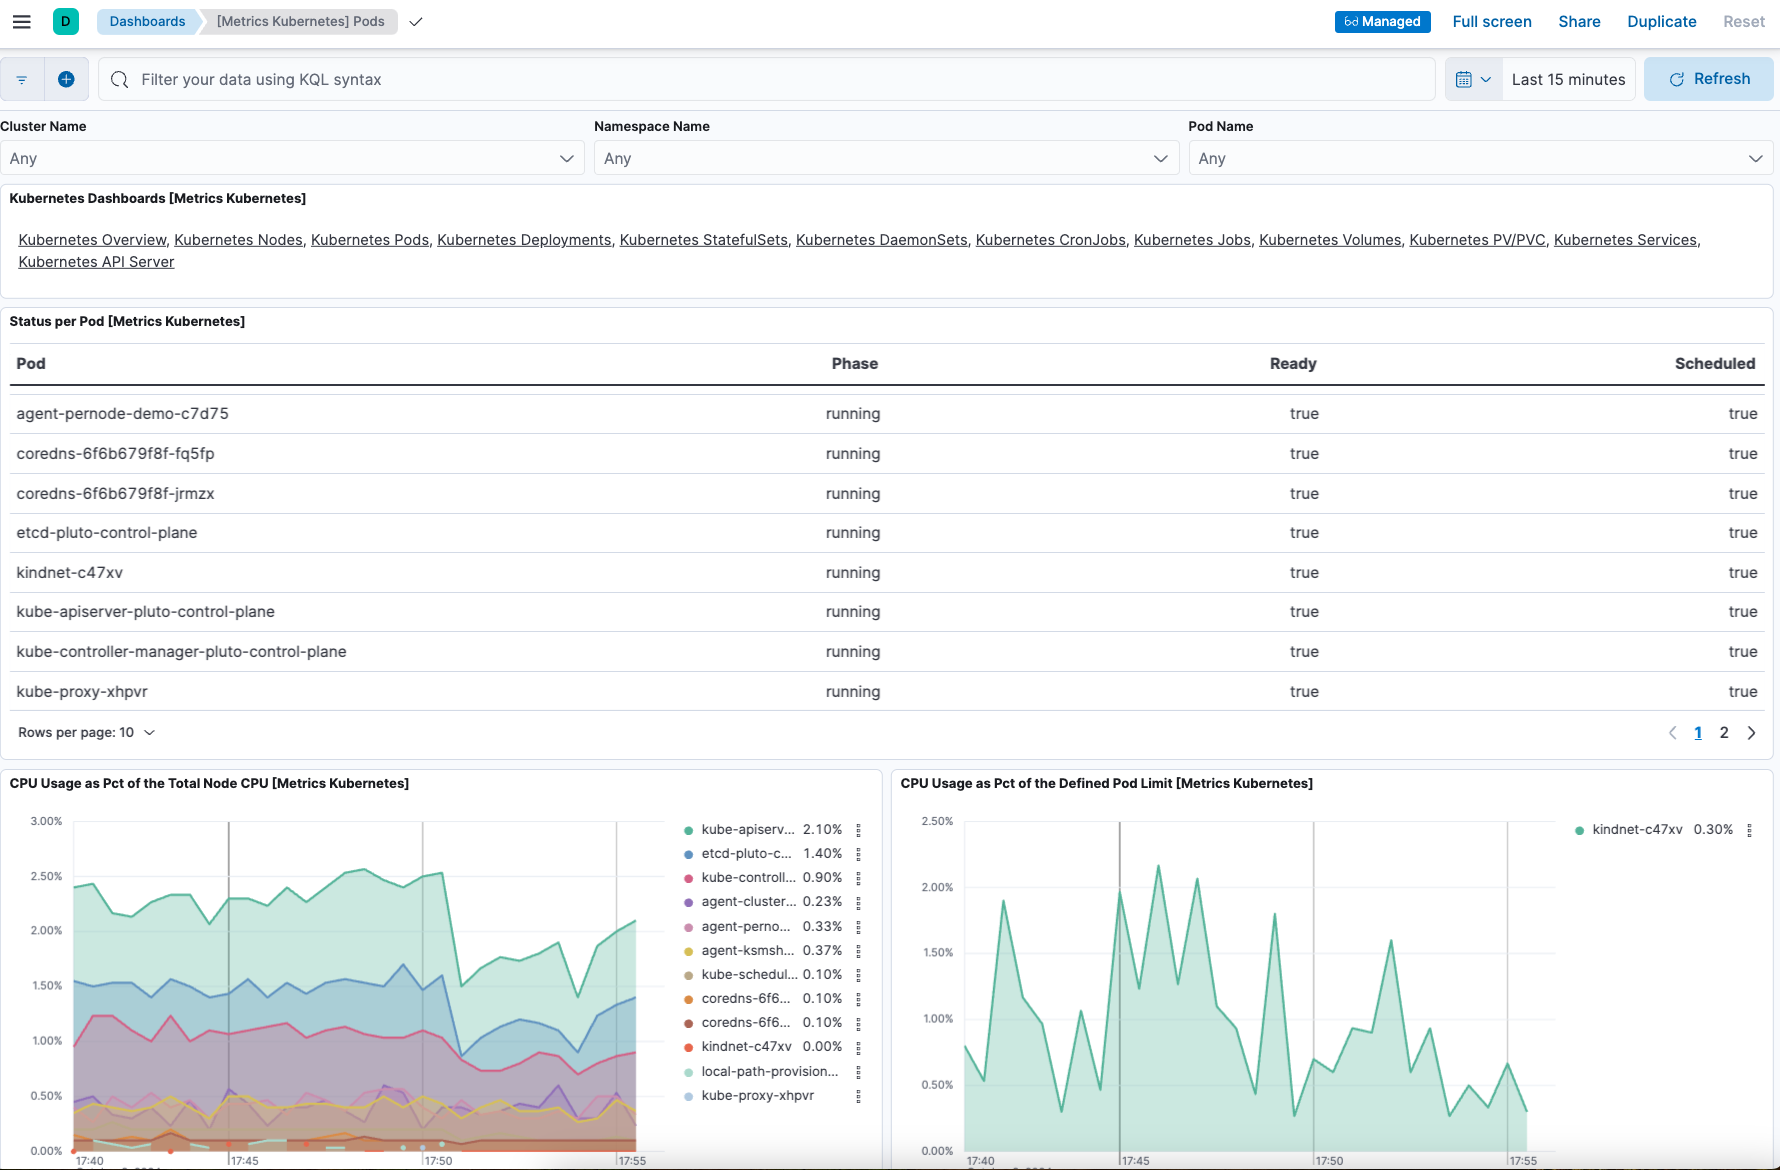 D Dashboards [Metrics Kubernetes] Pods Managed Full screen Share Duplicate Reset
Filter your data using KQL syntax Last 15 minutes Refresh
Cluster Name Namespace Name Pod Name
Any Any Any
Kubernetes Dashboards [Metrics Kubernetes]
Kubernetes Overview, Kubernetes Nodes, Kubernetes Pods, Kubernetes Deployments, Kubernetes StatefulSets, Kubernetes DaemonSets, Kubernetes CronJobs, Kubernetes Jobs, Kubernetes Volumes, Kubernetes PV/PVC, Kubernetes Services,
Kubernetes API Server
Status per Pod [Metrics Kubernetes]
Pod Phase Ready Scheduled
agent-pernode-demo-c7d75 running true true
coredns-6f6b679f8f-fq5fp running true true
coredns-6f6b679f8f-jrmzx running true true
etcd-pluto-control-plane running true true
kindnet-c47xv running true true
kube-apiserver-pluto-control-plane running true true
kube-controller-manager-pluto-control-plane running true true
kube-proxy-xhpvr running true true
Rows per page: 10 1 2
CPU Usage as Pct of the Total Node CPU [Metrics Kubernetes]
3.00%
2.50%
2.00%
1.50%
1.00%
0.50%
0.00%
17:40 17:45 17:50 17:55
kube-apiserv... 2.10%
etcd-pluto-c... 1.40%
kube-controll... 0.90%
agent-cluster... 0.23%
agent-perno... 0.33%
agent-ksmsh... 0.37%
kube-schedul... 0.10%
coredns-6f6... 0.10%
coredns-6f6... 0.10%
kindnet-c47xv 0.00%
local-path-provision...
kube-proxy-xhpvr
CPU Usage as Pct of the Defined Pod Limit [Metrics Kubernetes]
2.50%
2.00%
1.50%
1.00%
0.50%
0.00%
17:40 17:45 17:50 17:55
kindnet-c47xv 0.30%